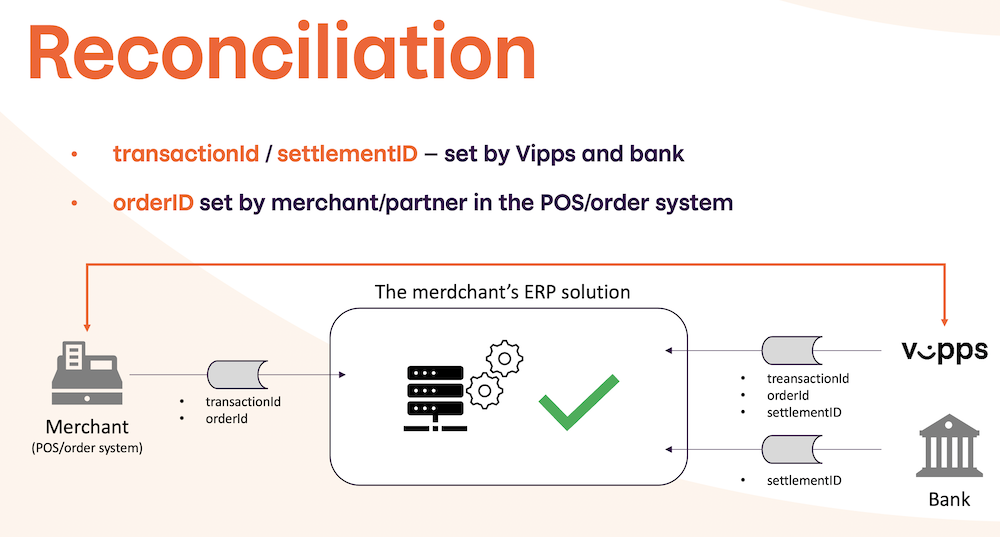 Reconciliation
• transactionId / settlementID – set by Vipps and bank
• orderID set by merchant/partner in the POS/order system
The merdchant's ERP solution
Merchant
(POS/order system)
• transactionId
• orderId
vipps
• treansactionId
• orderId
• settlementID
• settlementID
Bank